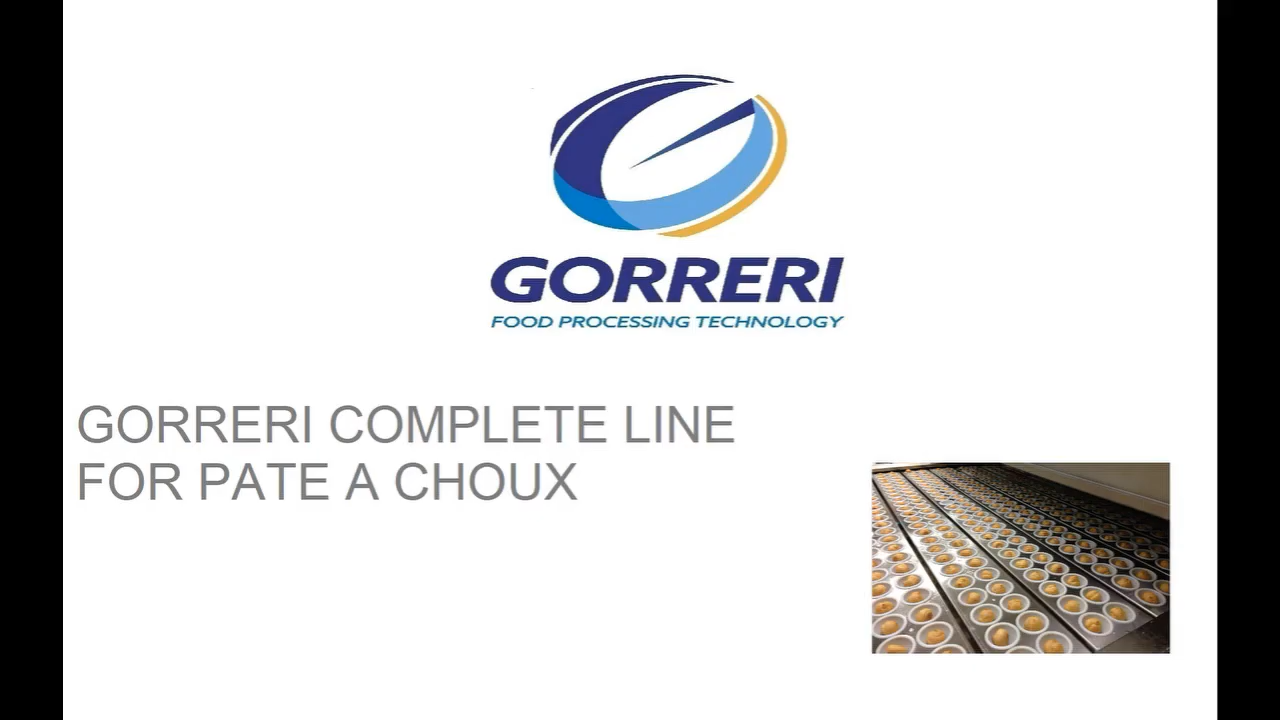 GORRERI
FOOD PROCESSING TECHNOLOGY
GORRERI COMPLETE LINE
FOR PATE A CHOUX